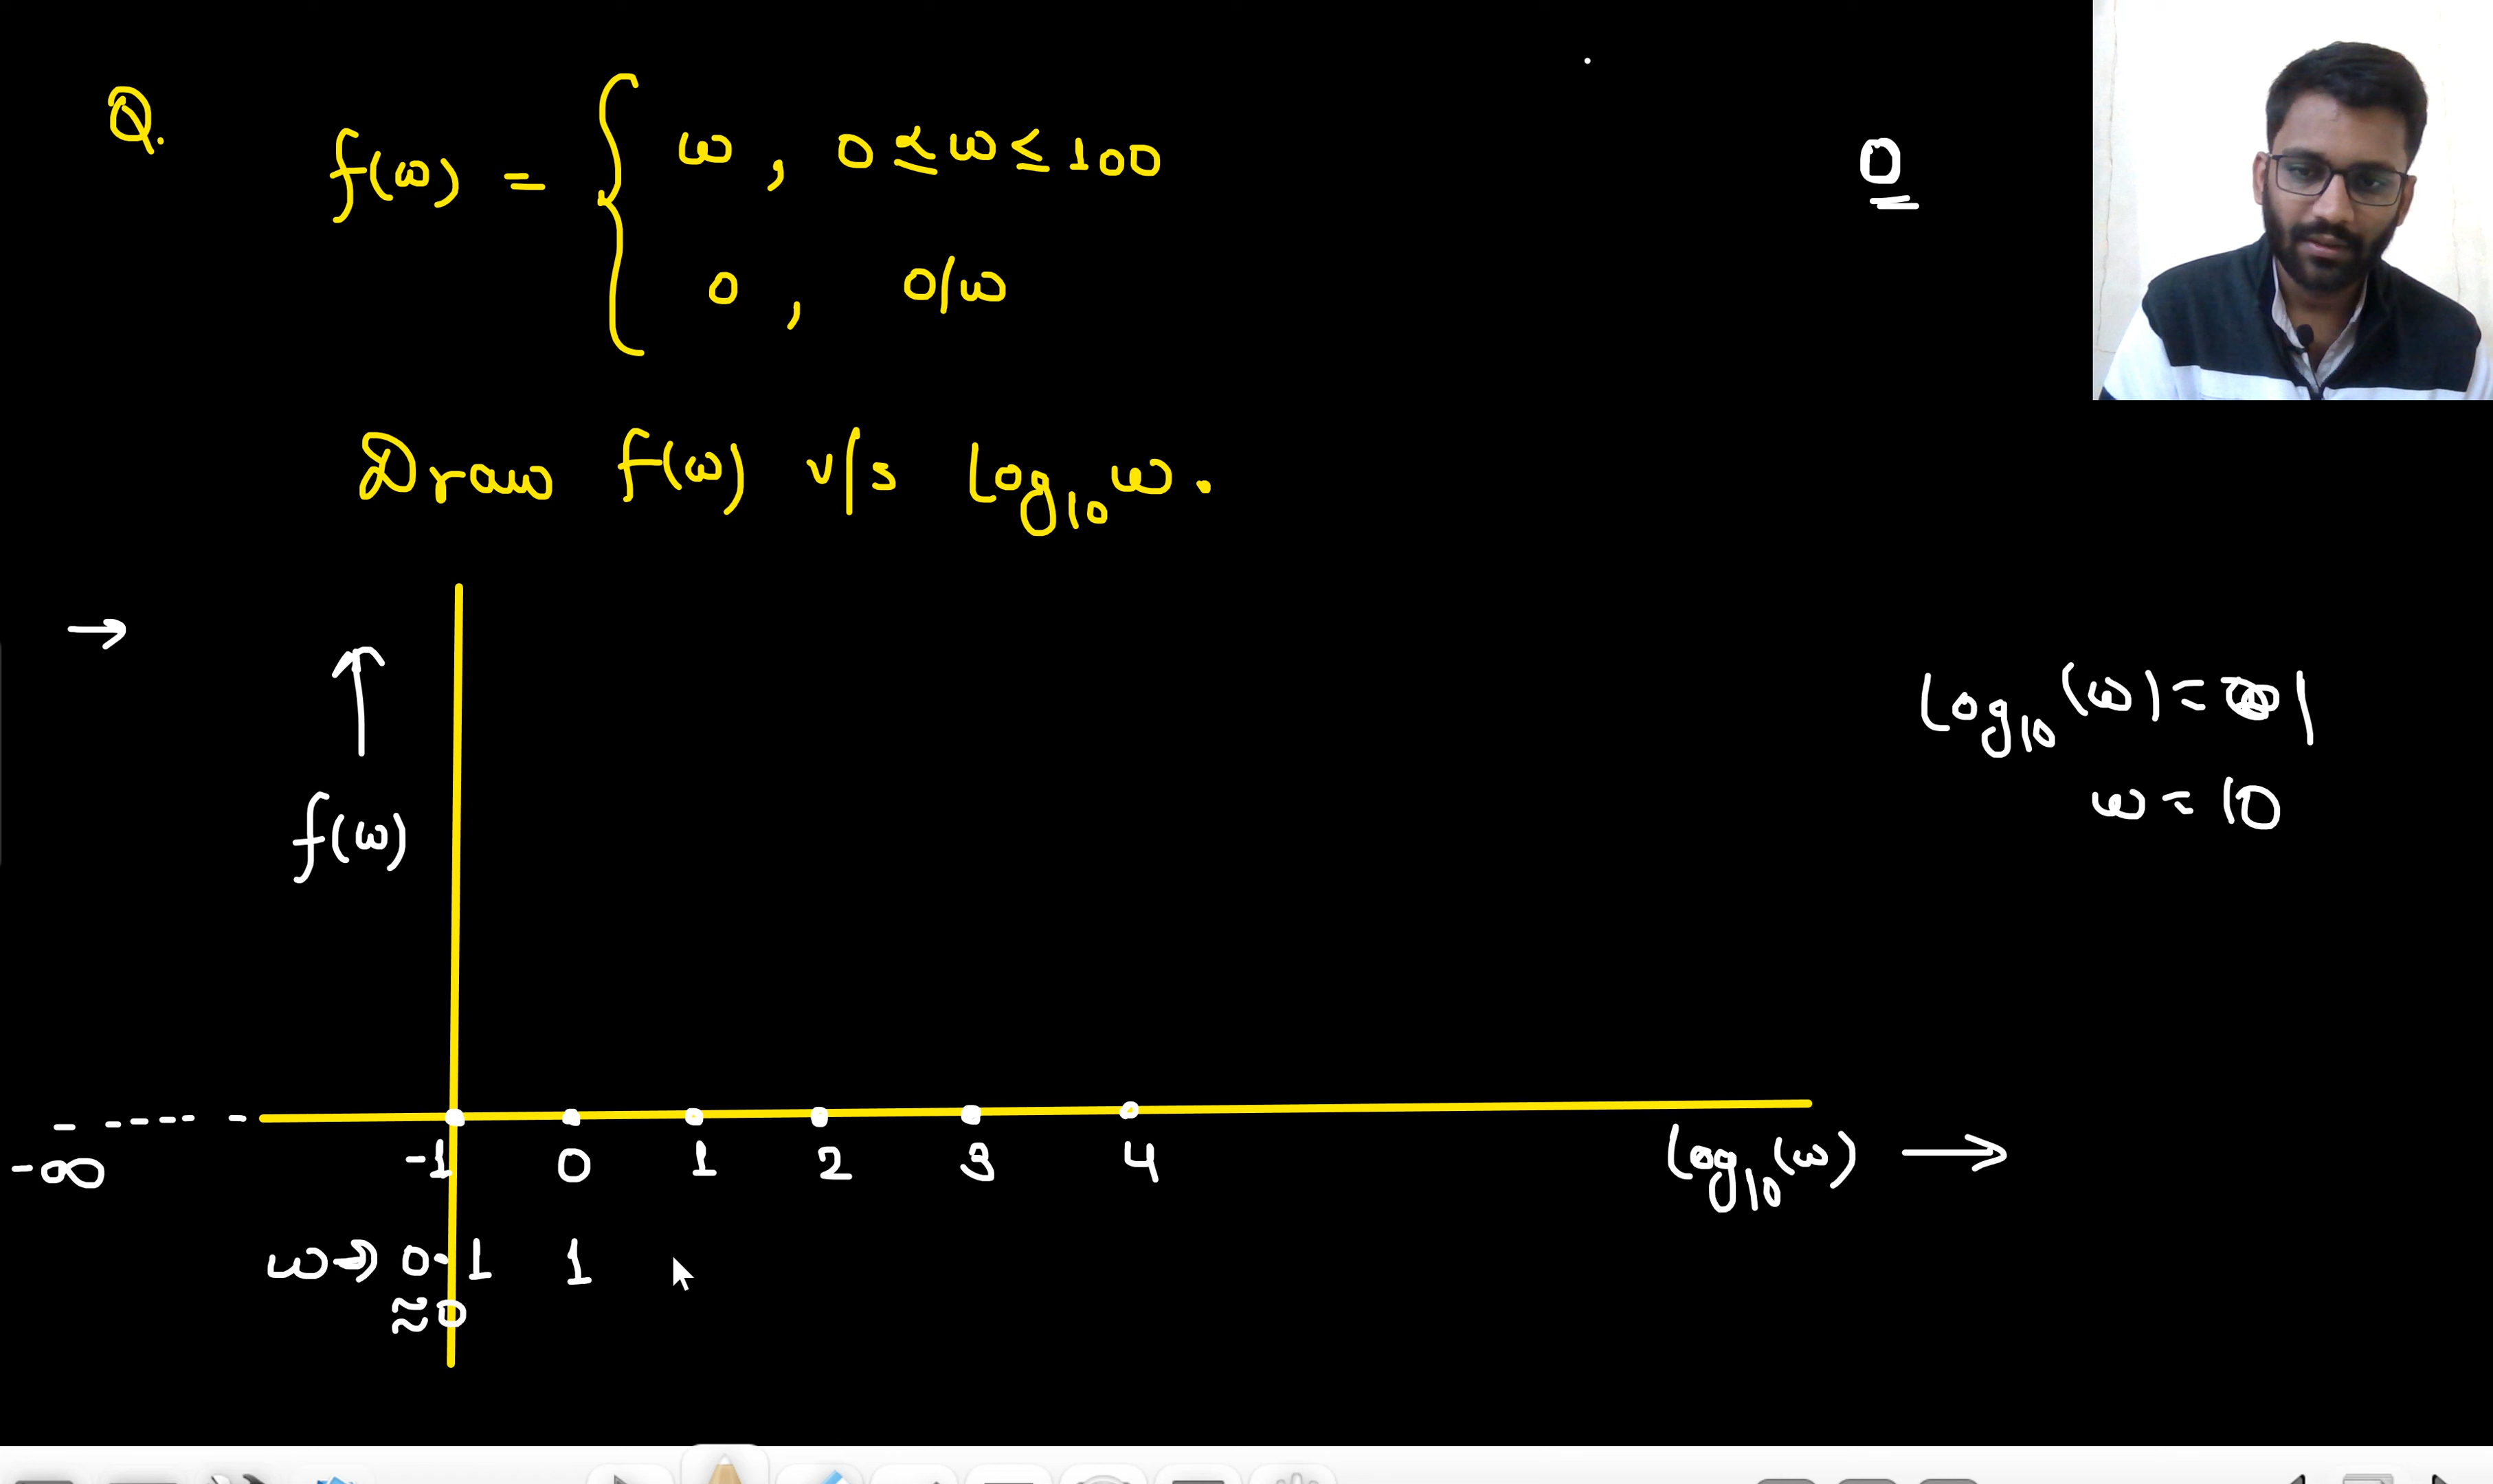 Q.
f(ω) = { ω , 0 ≤ ω ≤ 100
0 , o/ω
0
Draw f(ω) v/s log₁₀ω.
→
↑
f(ω)
log₁₀(ω) = 1
ω = 10
-∞ - - - - - -1 0 1 2 3 4 log₁₀(ω) →
ω → 0.1 1
≈0